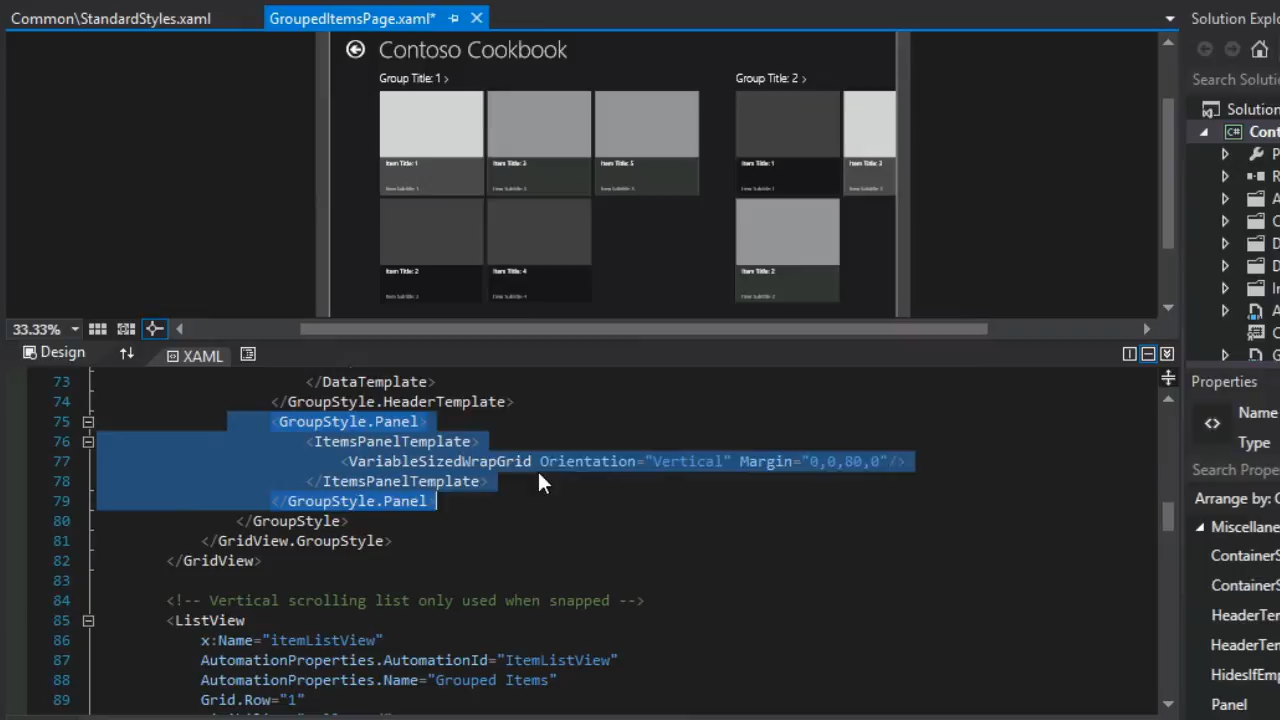 Common\StandardStyles.xaml
GroupedItemsPage.xaml*
Solution Explo
Contoso Cookbook
Group Title: 1 >
Group Title: 2 >
Search Soluti
Solution
Cont
Item Title: 1
Item Title: 3
Item Title: 5
Item Title: 1
Item Title: 3
Item Title: 2
Item Title: 4
Item Title: 2
33.33%
Design
XAML
73 </DataTemplate>
74 </GroupStyle.HeaderTemplate>
75 <GroupStyle.Panel>
76 <ItemsPanelTemplate>
77 <VariableSizedWrapGrid Orientation="Vertical" Margin="0,0,80,0"/>
78 </ItemsPanelTemplate>
79 </GroupStyle.Panel>
80 </GroupStyle>
81 </GridView.GroupStyle>
82 </GridView>
83
84 <!-- Vertical scrolling list only used when snapped -->
85 <ListView
86 x:Name="itemListView"
87 AutomationProperties.AutomationId="ItemListView"
88 AutomationProperties.Name="Grouped Items"
89 Grid.Row="1"
Properties
Name
Type
Search Prope
Arrange by: C
Miscellane
ContainerS
ContainerS
HeaderTem
HeaderTem
HidesIfEmp
Panel